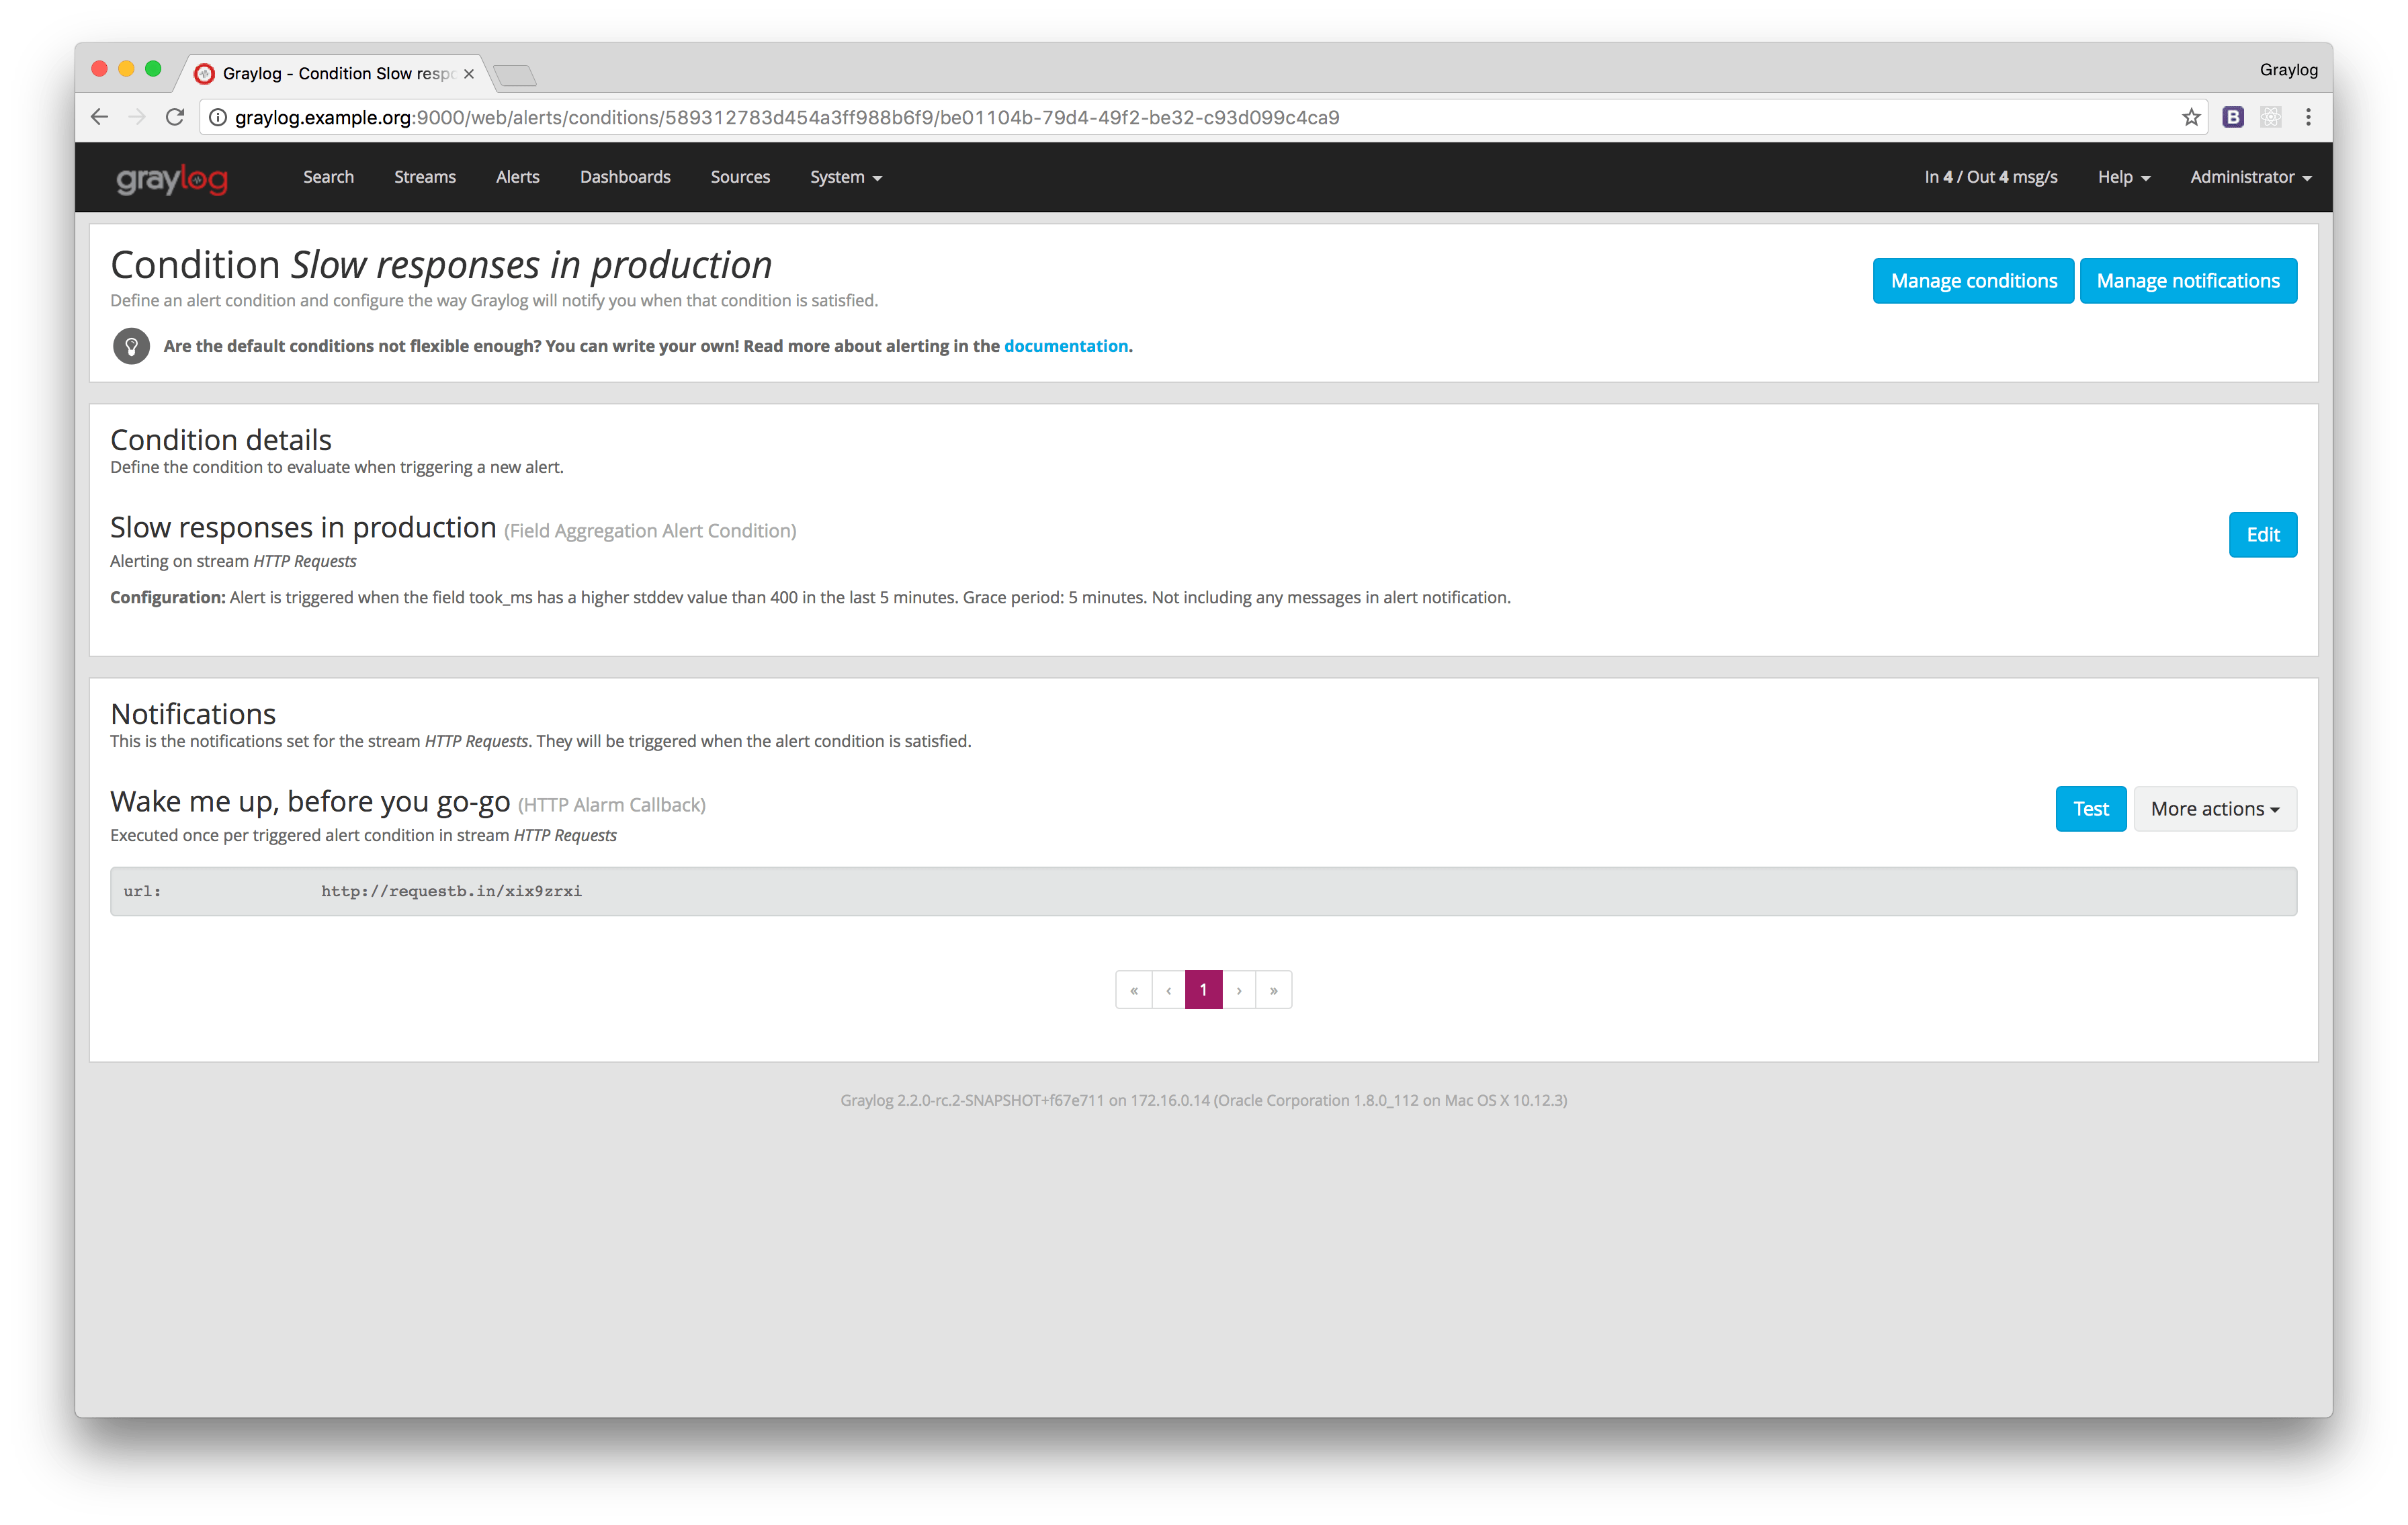 Graylog - Condition Slow resp
Graylog
graylog.example.org:9000/web/alerts/conditions/589312783d454a3ff988b6f9/be01104b-79d4-49f2-be32-c93d099c4ca9
B
graylog Search Streams Alerts Dashboards Sources System In 4 / Out 4 msg/s Help Administrator
Condition Slow responses in production
Manage conditions Manage notifications
Define an alert condition and configure the way Graylog will notify you when that condition is satisfied.
Are the default conditions not flexible enough? You can write your own! Read more about alerting in the documentation.
Condition details
Define the condition to evaluate when triggering a new alert.
Slow responses in production (Field Aggregation Alert Condition)
Edit
Alerting on stream HTTP Requests
Configuration: Alert is triggered when the field took_ms has a higher stddev value than 400 in the last 5 minutes. Grace period: 5 minutes. Not including any messages in alert notification.
Notifications
This is the notifications set for the stream HTTP Requests. They will be triggered when the alert condition is satisfied.
Wake me up, before you go-go (HTTP Alarm Callback)
Test More actions
Executed once per triggered alert condition in stream HTTP Requests
url: http://requestb.in/xix9zrxi
« ‹ 1 › »
Graylog 2.2.0-rc.2-SNAPSHOT+f67e711 on 172.16.0.14 (Oracle Corporation 1.8.0_112 on Mac OS X 10.12.3)